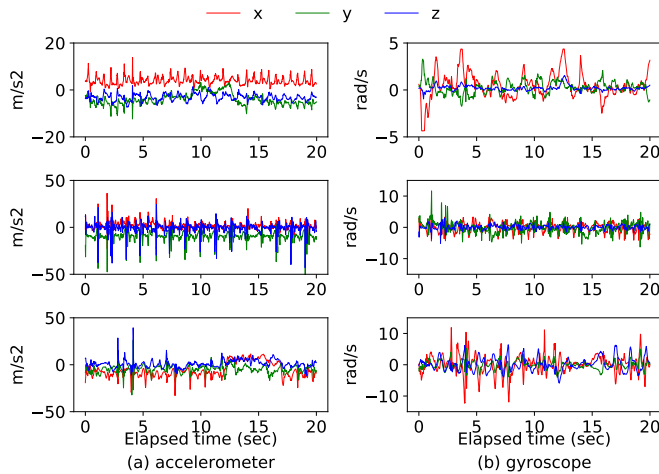 x y z
m/s2 20 0 −20 0 5 10 15 20
rad/s 5 0 −5 0 5 10 15 20
m/s2 50 0 −50 0 5 10 15 20
rad/s 10 0 −10 0 5 10 15 20
m/s2 50 0 −50 0 5 10 15 20
rad/s 10 0 −10 0 5 10 15 20
Elapsed time (sec) Elapsed time (sec)
(a) accelerometer (b) gyroscope